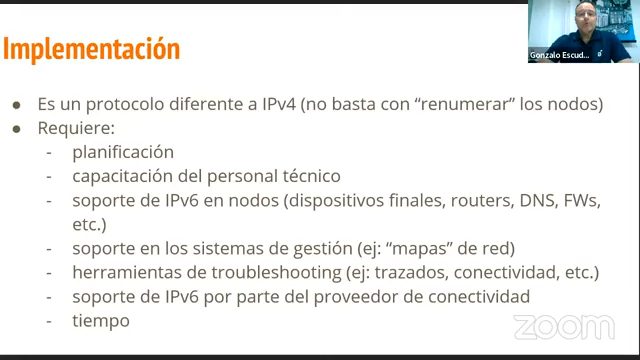 Implementación
Gonzalo Escud...
● Es un protocolo diferente a IPv4 (no basta con “renumerar” los nodos)
● Requiere:
- planificación
- capacitación del personal técnico
- soporte de IPv6 en nodos (dispositivos finales, routers, DNS, FWs,
etc.)
- soporte en los sistemas de gestión (ej: “mapas” de red)
- herramientas de troubleshooting (ej: trazados, conectividad, etc.)
- soporte de IPv6 por parte del proveedor de conectividad
- tiempo
zoom